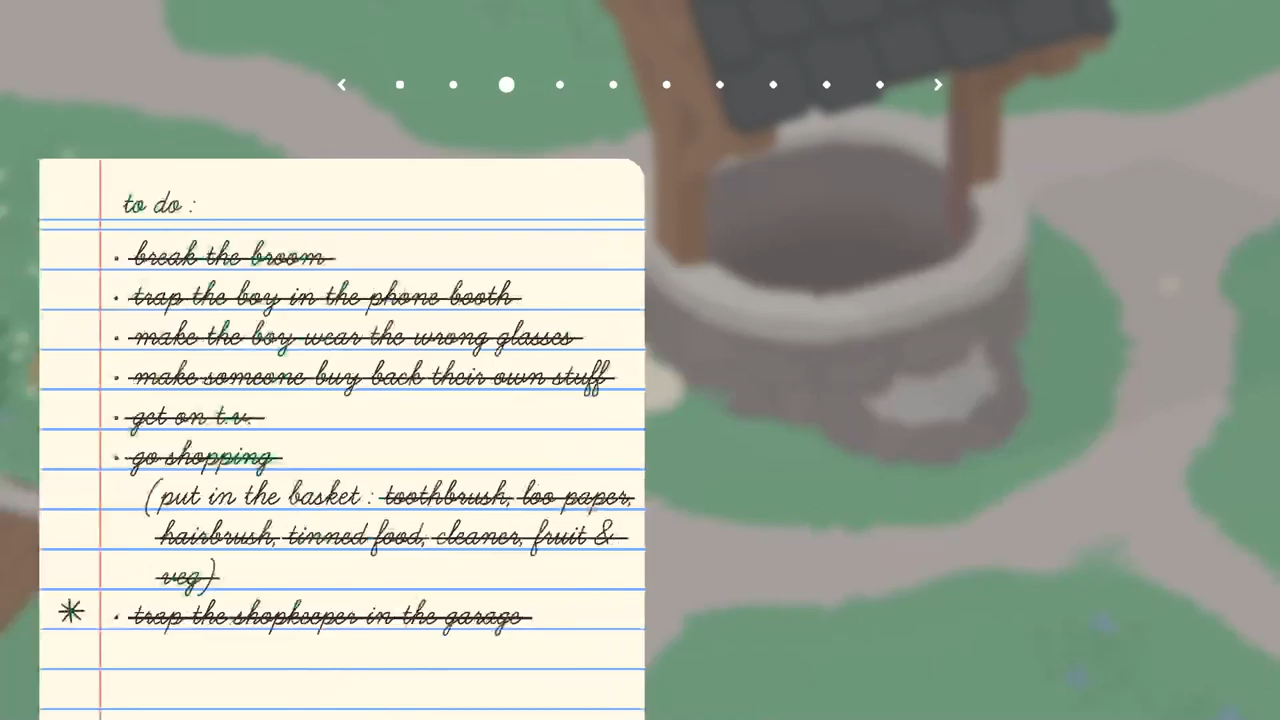 to do :
· break the broom
· trap the boy in the phone booth
· make the boy wear the wrong glasses
· make someone buy back their own stuff
· get on t.v.
· go shopping
(put in the basket : toothbrush, loo paper,
hairbrush, tinned food, cleaner, fruit &
veg)
* · trap the shopkeeper in the garage